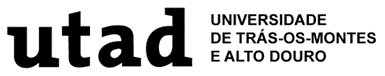 utad
UNIVERSIDADE
DE TRÁS-OS-MONTES
E ALTO DOURO